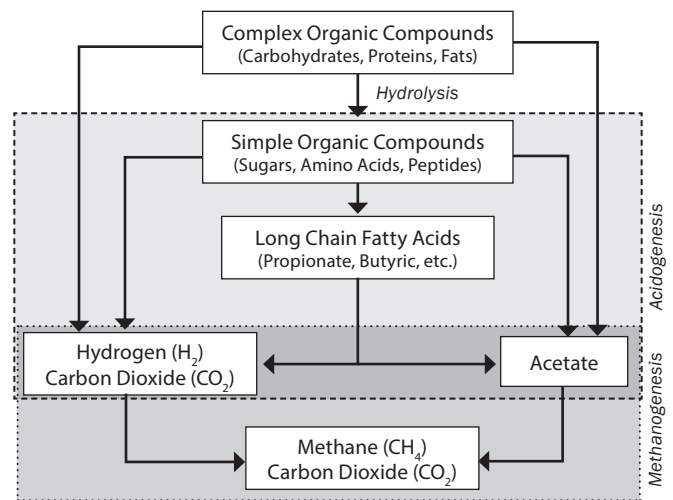 Complex Organic Compounds
(Carbohydrates, Proteins, Fats)
Hydrolysis
Simple Organic Compounds
(Sugars, Amino Acids, Peptides)
Long Chain Fatty Acids
(Propionate, Butyric, etc.)
Acidogenesis
Hydrogen (H₂)
Carbon Dioxide (CO₂)
Acetate
Methanogenesis
Methane (CH₄)
Carbon Dioxide (CO₂)